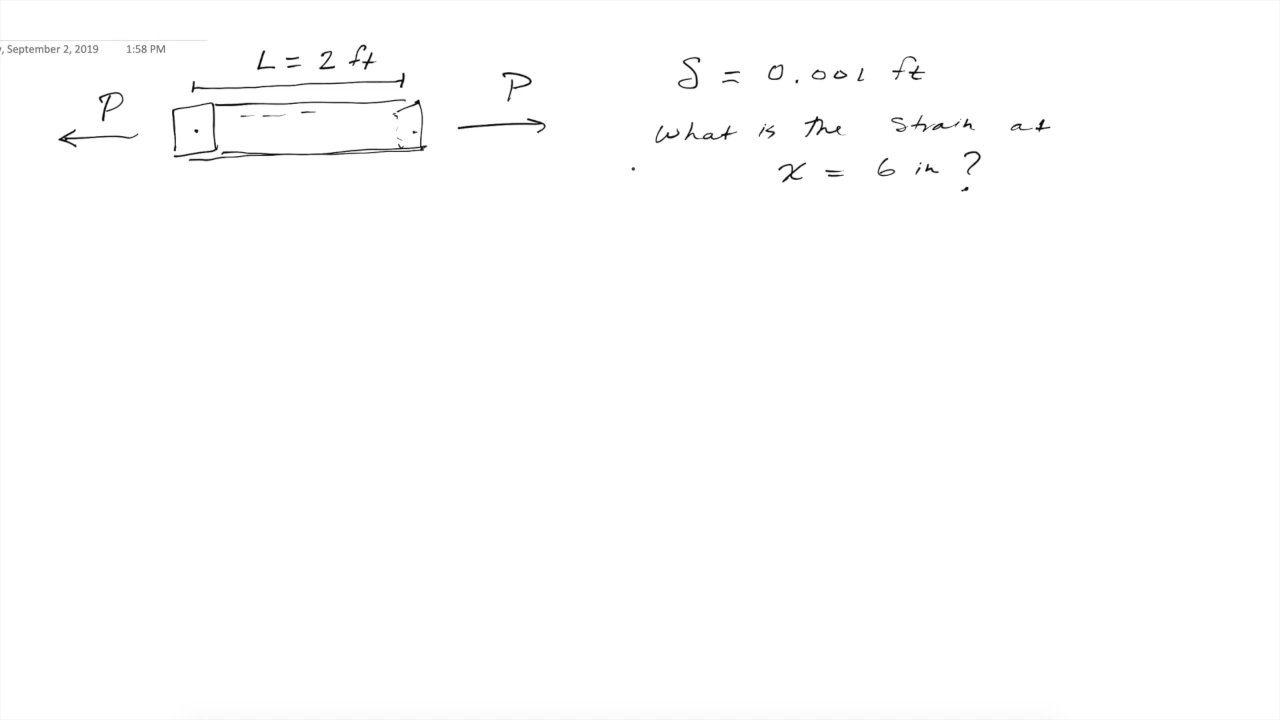 , September 2, 2019 1:58 PM
L = 2 ft
P
P
δ = 0.001 ft
What is the strain at
x = 6 in ?